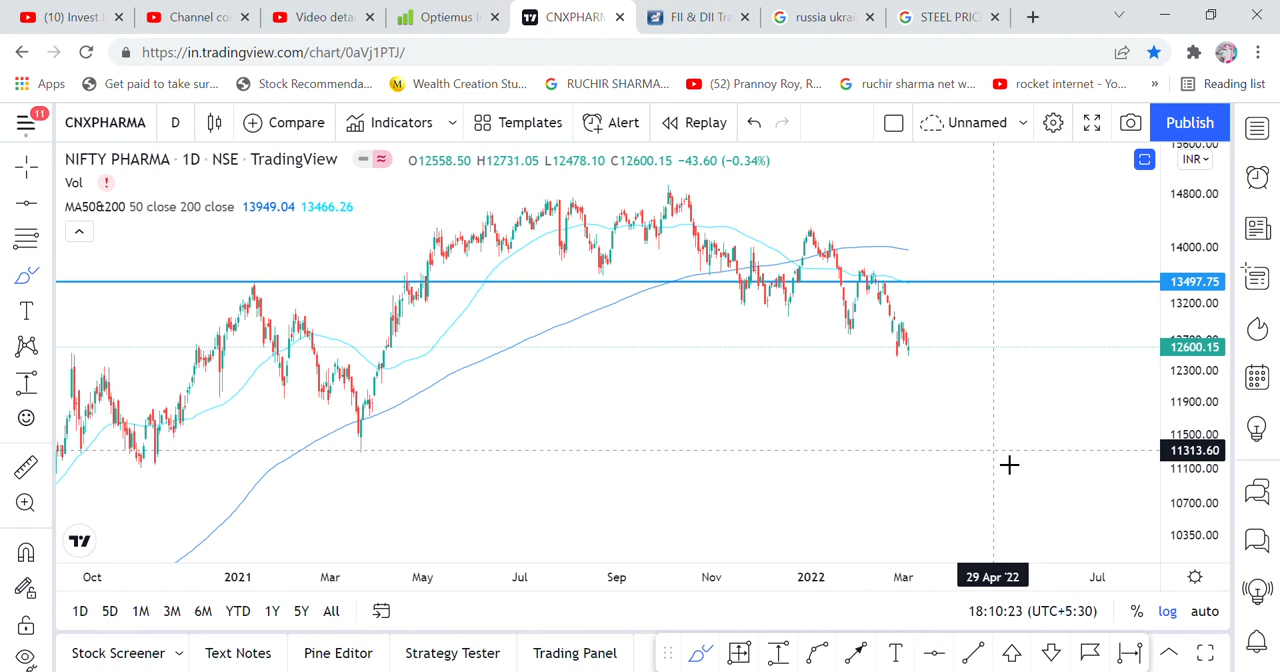 (10) Invest F
Channel co
Video detai
Optiemus In
CNXPHARM
FII & DII Tra
russia ukrai
STEEL PRIC
https://in.tradingview.com/chart/0aVj1PTJ/
Apps
Get paid to take sur...
Stock Recommenda...
Wealth Creation Stu...
RUCHIR SHARMA...
(52) Prannoy Roy, R...
ruchir sharma net w...
rocket internet - Yo...
»
Reading list
11
CNXPHARMA
D
Compare
Indicators
Templates
Alert
Replay
Unnamed
Publish
NIFTY PHARMA · 1D · NSE · TradingView
O12558.50 H12731.05 L12478.10 C12600.15 −43.60 (−0.34%)
INR
Vol
MA50&200 50 close 200 close 13949.04 13466.26
14800.00
14000.00
13497.75
13200.00
12600.15
12300.00
11900.00
11500.00
11313.60
11100.00
10700.00
10350.00
Oct
2021
Mar
May
Jul
Sep
Nov
2022
Mar
29 Apr '22
Jul
1D 5D 1M 3M 6M YTD 1Y 5Y All
18:10:23 (UTC+5:30)
% log auto
Stock Screener
Text Notes
Pine Editor
Strategy Tester
Trading Panel